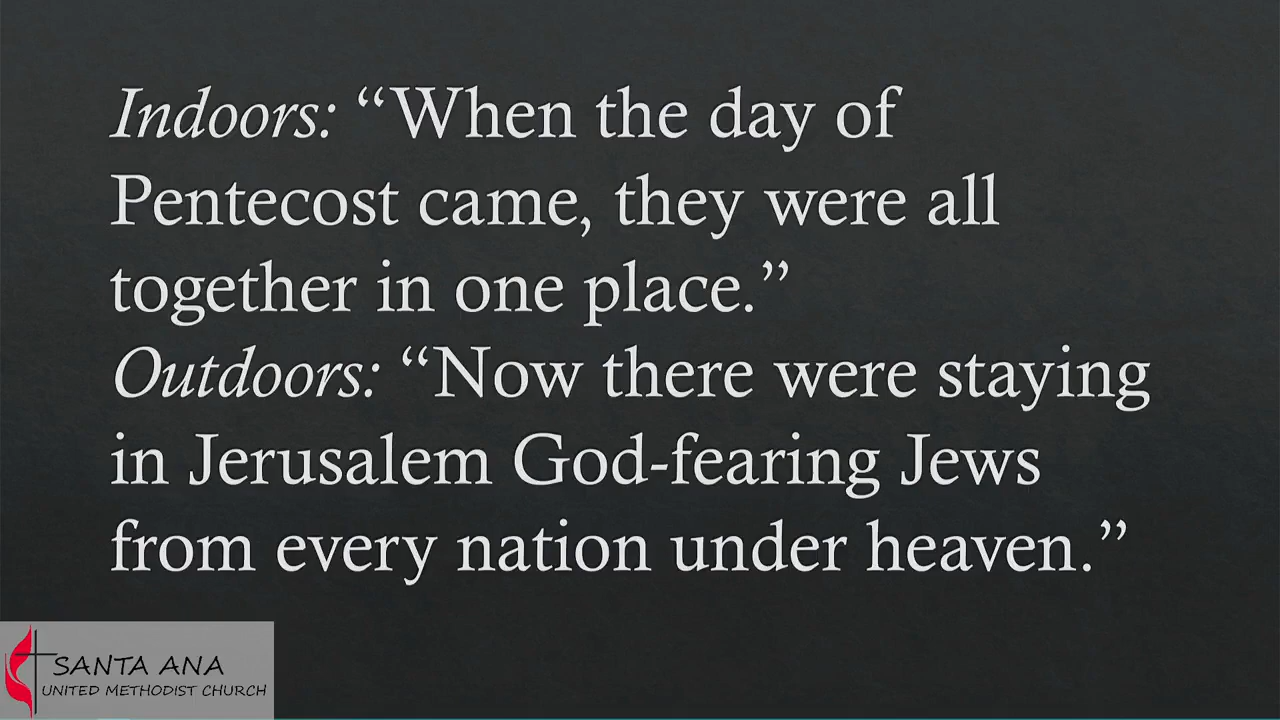 Indoors: “When the day of
Pentecost came, they were all
together in one place.”
Outdoors: “Now there were staying
in Jerusalem God-fearing Jews
from every nation under heaven.”
SANTA ANA
UNITED METHODIST CHURCH